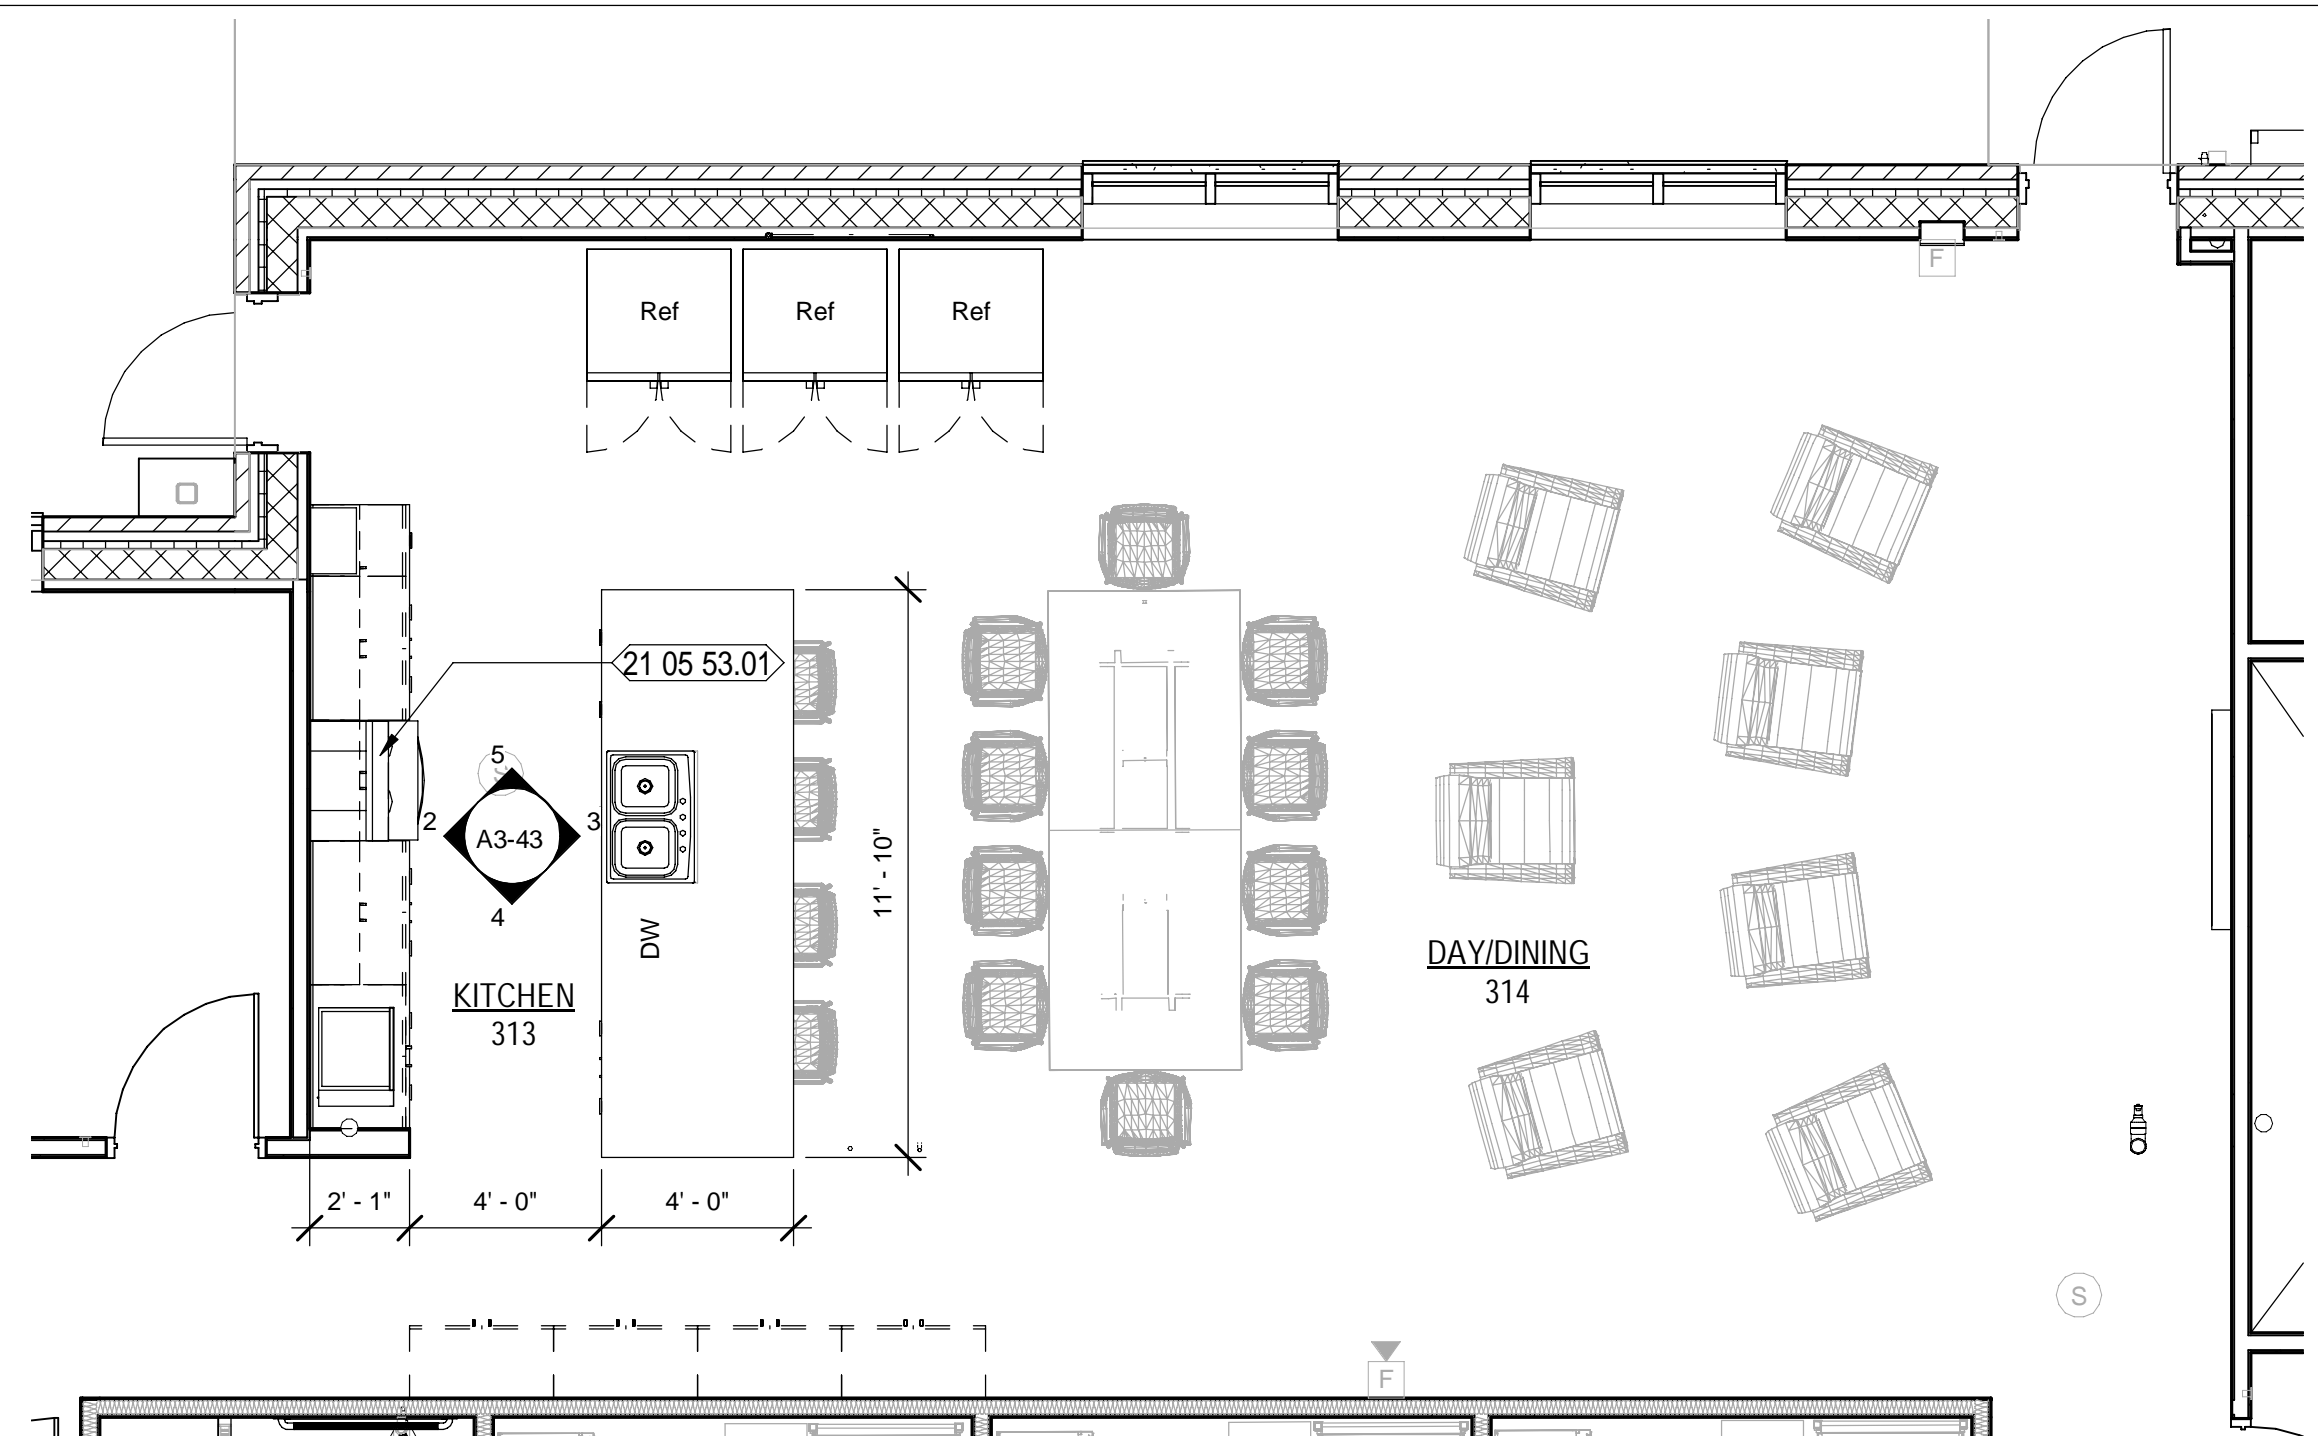 F
Ref
Ref
Ref
21 05 53.01
5
2
A3-43
3
4
11' - 10"
DW
DAY/DINING
314
KITCHEN
313
2' - 1"
4' - 0"
4' - 0"
S
F